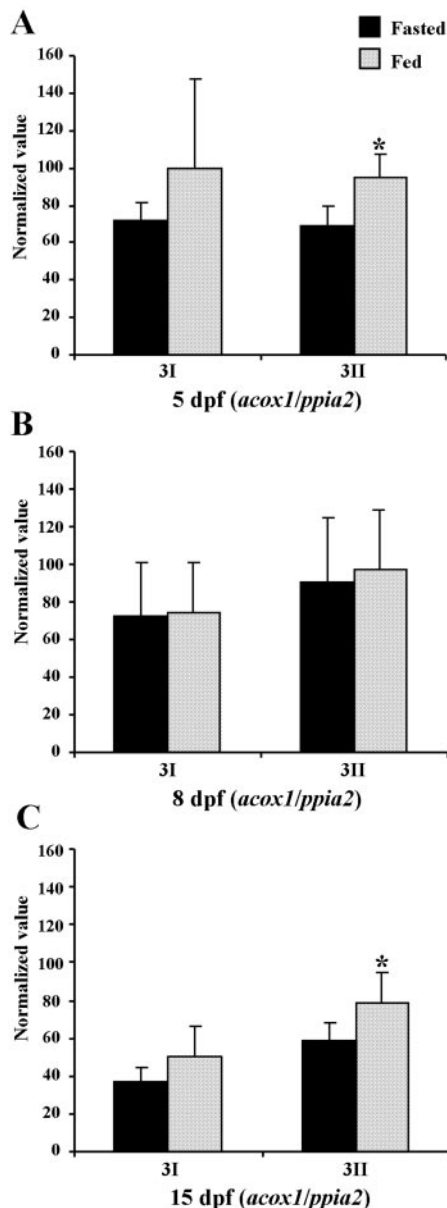 A
Fasted
Fed
Normalized value
160
140
120
100
80
60
40
20
0
*
3I
3II
5 dpf (acox1/ppia2)
B
Normalized value
160
140
120
100
80
60
40
20
0
3I
3II
8 dpf (acox1/ppia2)
C
Normalized value
160
140
120
100
80
60
40
20
0
*
3I
3II
15 dpf (acox1/ppia2)